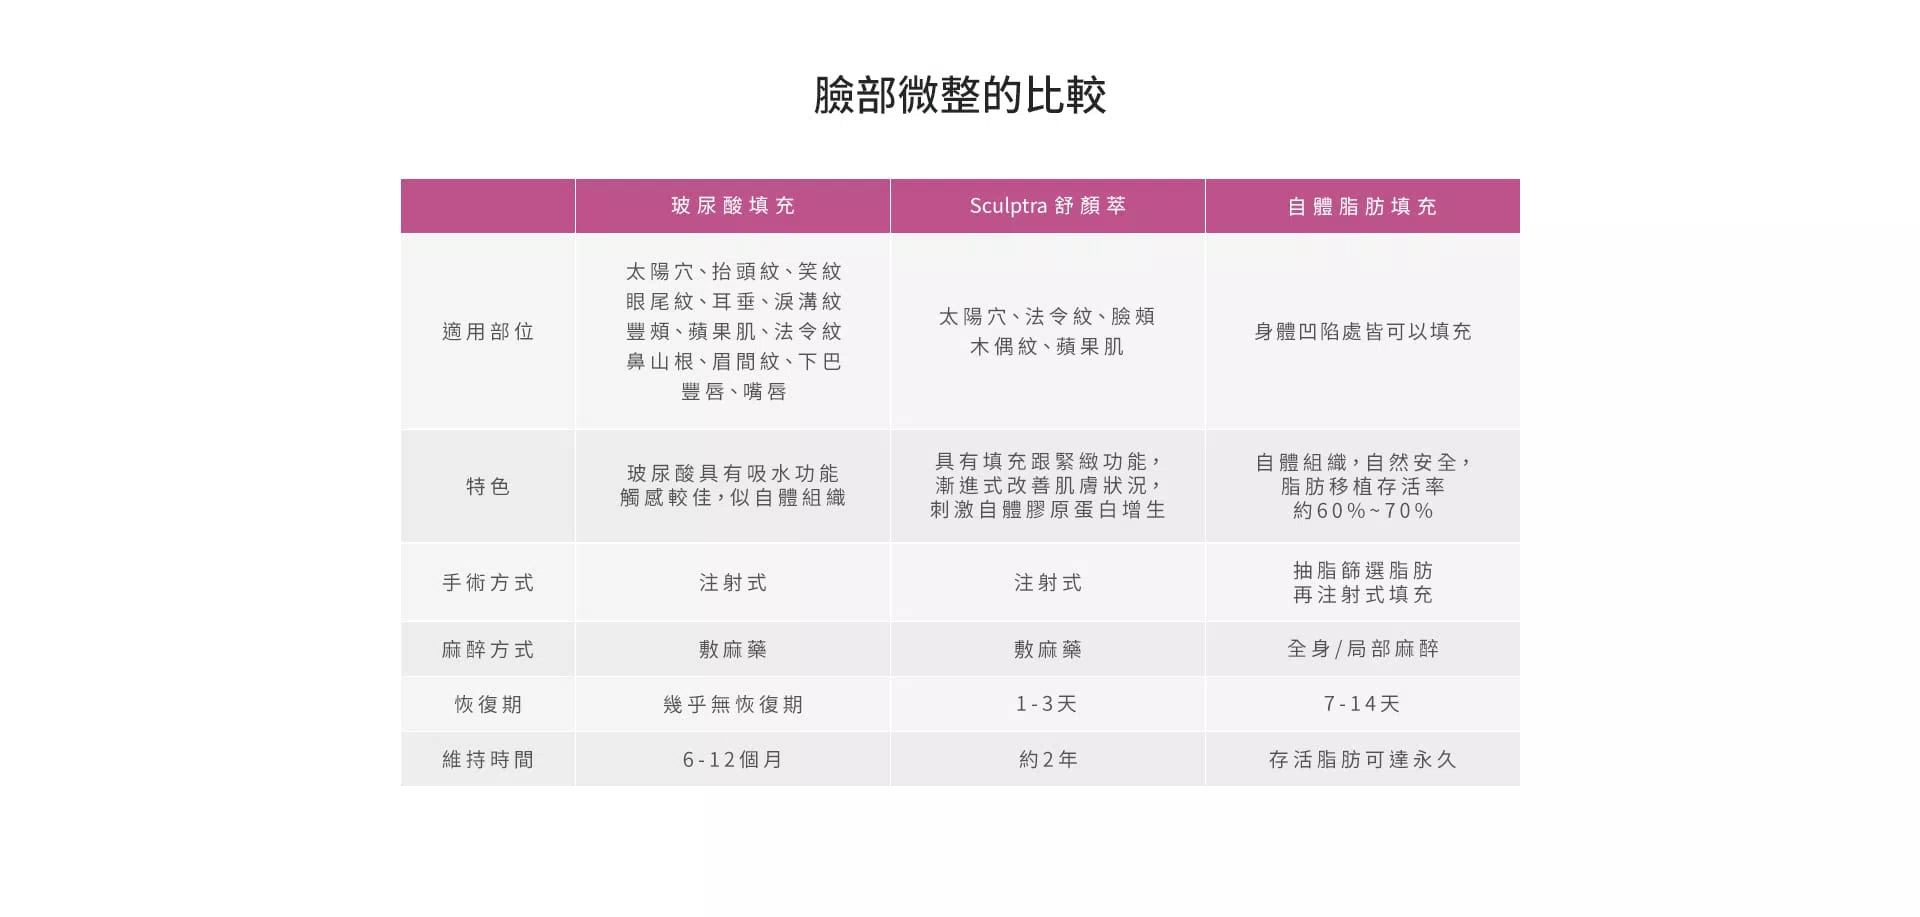 臉部微整的比較
玻尿酸填充
Sculptra 舒顏萃
自體脂肪填充
適用部位
太陽穴、抬頭紋、笑紋
眼尾紋、耳垂、淚溝紋
豐頰、蘋果肌、法令紋
鼻山根、眉間紋、下巴
豐唇、嘴唇
太陽穴、法令紋、臉頰
木偶紋、蘋果肌
身體凹陷處皆可以填充
特色
玻尿酸具有吸水功能
觸感較佳,似自體組織
具有填充跟緊緻功能,
漸進式改善肌膚狀況,
刺激自體膠原蛋白增生
自體組織,自然安全,
脂肪移植存活率
約60%~70%
手術方式
注射式
注射式
抽脂篩選脂肪
再注射式填充
麻醉方式
敷麻藥
敷麻藥
全身/局部麻醉
恢復期
幾乎無恢復期
1-3天
7-14天
維持時間
6-12個月
約2年
存活脂肪可達永久